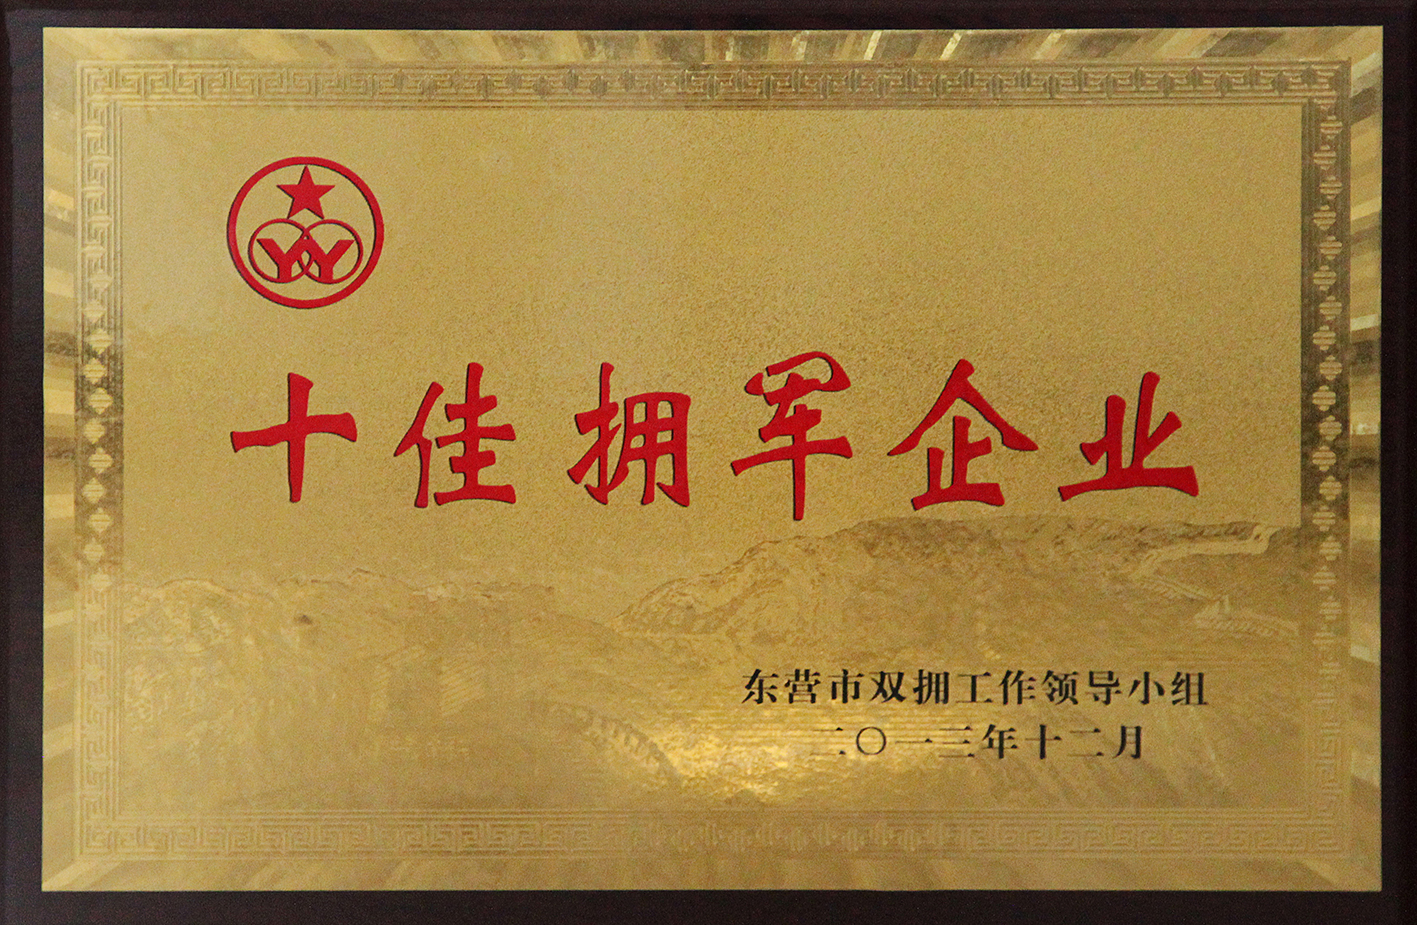 YY
十佳拥军企业
东营市双拥工作领导小组
二〇一三年十二月